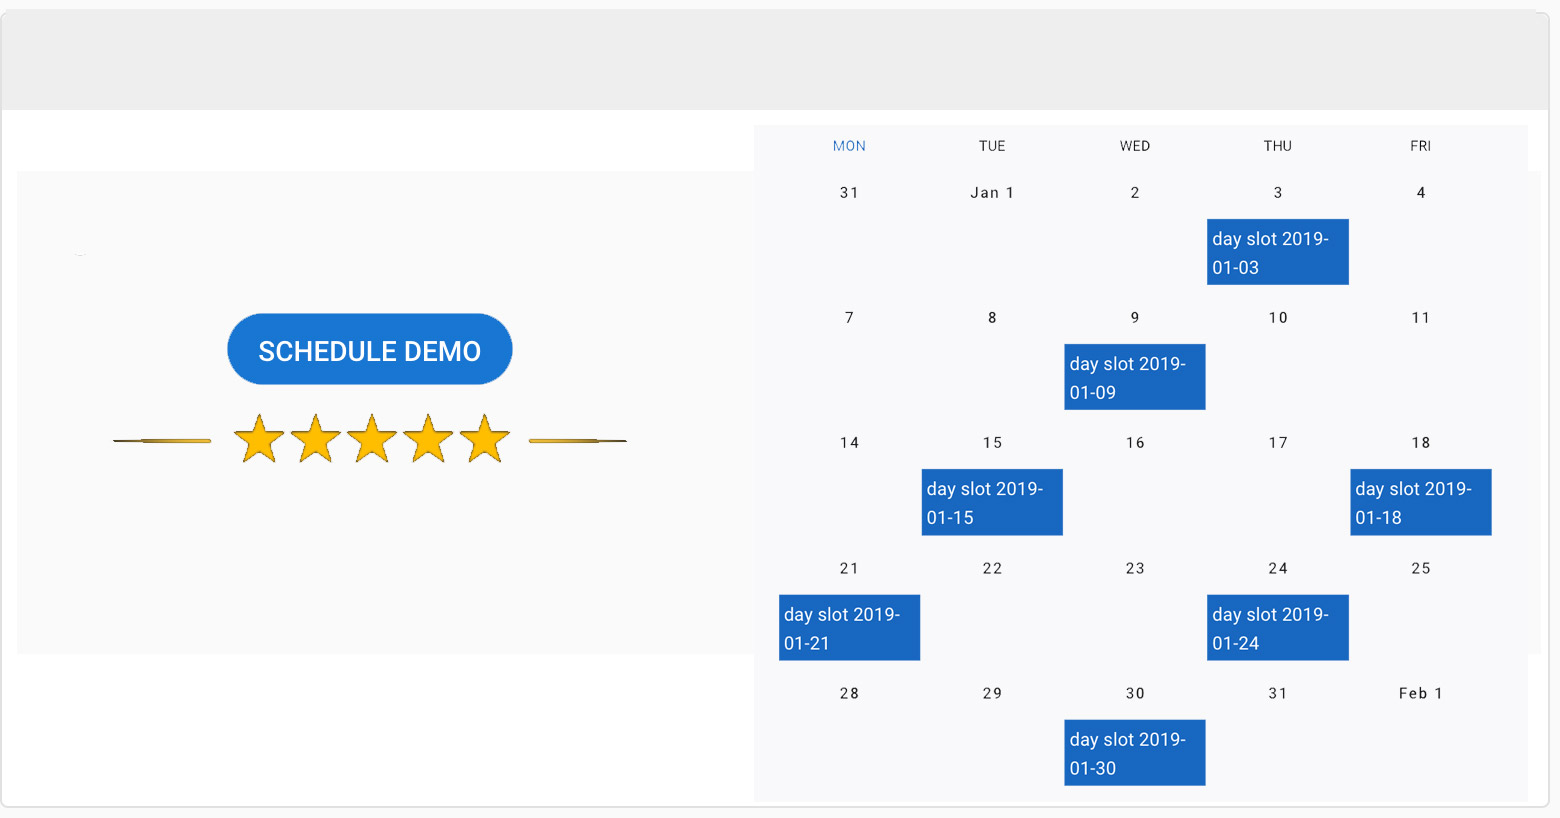 SCHEDULE DEMO
MON TUE WED THU FRI
31 Jan 1 2 3 4
day slot 2019-
01-03
7 8 9 10 11
day slot 2019-
01-09
14 15 16 17 18
day slot 2019-
01-15
day slot 2019-
01-18
21 22 23 24 25
day slot 2019-
01-21
day slot 2019-
01-24
28 29 30 31 Feb 1
day slot 2019-
01-30